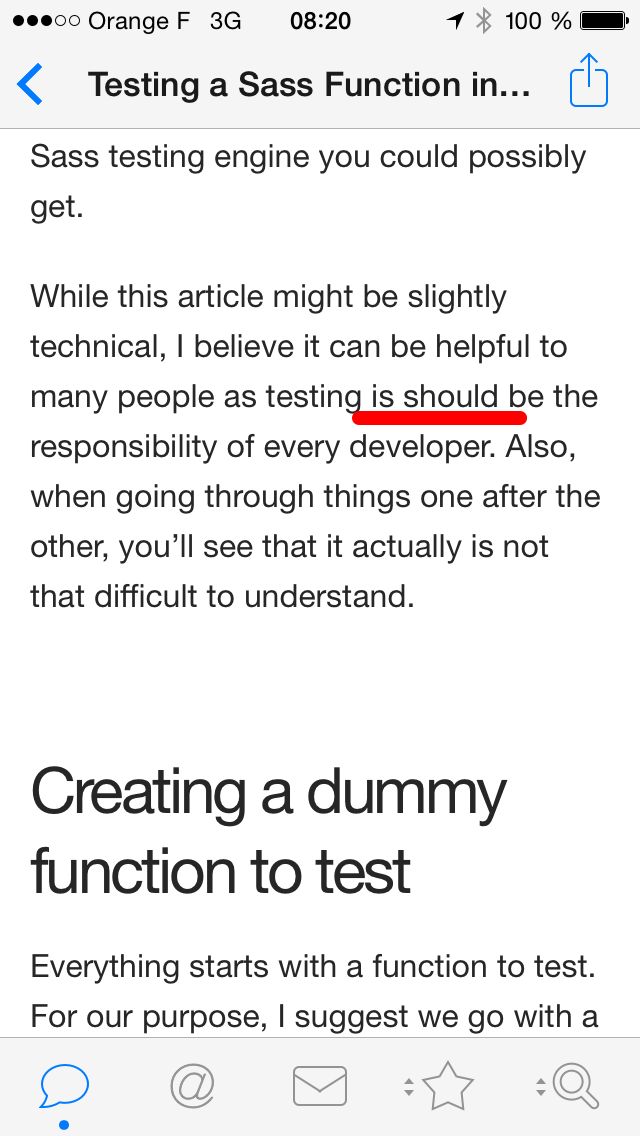 Orange F 3G 08:20 100 %
Testing a Sass Function in...
Sass testing engine you could possibly
get.
While this article might be slightly
technical, I believe it can be helpful to
many people as testing is should be the
responsibility of every developer. Also,
when going through things one after the
other, you’ll see that it actually is not
that difficult to understand.
Creating a dummy
function to test
Everything starts with a function to test.
For our purpose, I suggest we go with a
@